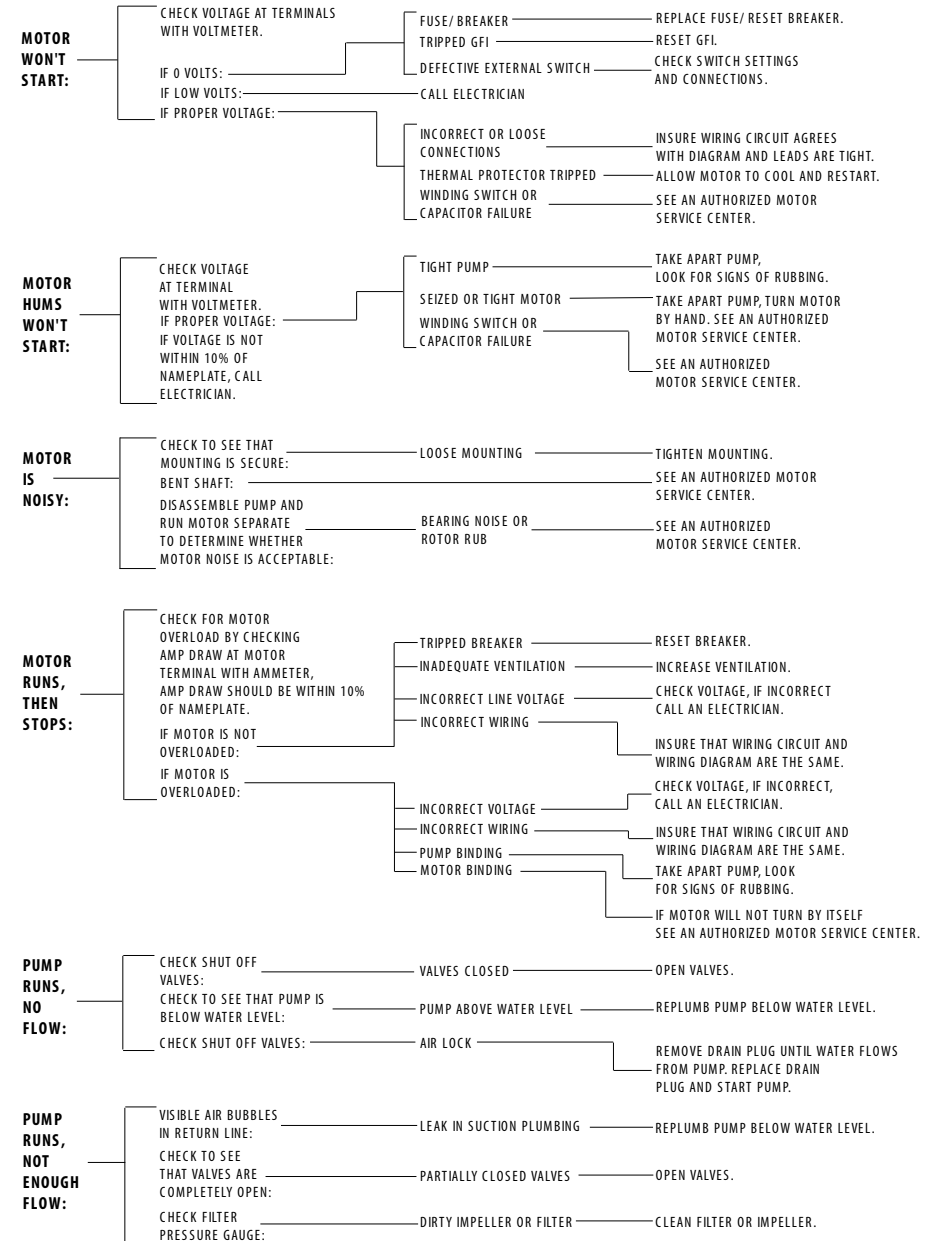 MOTOR
WON'T
START:
CHECK VOLTAGE AT TERMINALS
WITH VOLTMETER.
IF 0 VOLTS:
FUSE/ BREAKER
REPLACE FUSE/ RESET BREAKER.
TRIPPED GFI
RESET GFI.
DEFECTIVE EXTERNAL SWITCH
CHECK SWITCH SETTINGS
AND CONNECTIONS.
IF LOW VOLTS:
CALL ELECTRICIAN
IF PROPER VOLTAGE:
INCORRECT OR LOOSE
CONNECTIONS
INSURE WIRING CIRCUIT AGREES
WITH DIAGRAM AND LEADS ARE TIGHT.
THERMAL PROTECTOR TRIPPED
ALLOW MOTOR TO COOL AND RESTART.
WINDING SWITCH OR
CAPACITOR FAILURE
SEE AN AUTHORIZED MOTOR
SERVICE CENTER.
MOTOR
HUMS
WON'T
START:
CHECK VOLTAGE
AT TERMINAL
WITH VOLTMETER.
IF PROPER VOLTAGE:
IF VOLTAGE IS NOT
WITHIN 10% OF
NAMEPLATE, CALL
ELECTRICIAN.
TIGHT PUMP
TAKE APART PUMP,
LOOK FOR SIGNS OF RUBBING.
SEIZED OR TIGHT MOTOR
TAKE APART PUMP, TURN MOTOR
BY HAND. SEE AN AUTHORIZED
MOTOR SERVICE CENTER.
WINDING SWITCH OR
CAPACITOR FAILURE
SEE AN AUTHORIZED
MOTOR SERVICE CENTER.
MOTOR
IS
NOISY:
CHECK TO SEE THAT
MOUNTING IS SECURE:
LOOSE MOUNTING
TIGHTEN MOUNTING.
BENT SHAFT:
SEE AN AUTHORIZED MOTOR
SERVICE CENTER.
DISASSEMBLE PUMP AND
RUN MOTOR SEPARATE
TO DETERMINE WHETHER
MOTOR NOISE IS ACCEPTABLE:
BEARING NOISE OR
ROTOR RUB
SEE AN AUTHORIZED
MOTOR SERVICE CENTER.
MOTOR
RUNS,
THEN
STOPS:
CHECK FOR MOTOR
OVERLOAD BY CHECKING
AMP DRAW AT MOTOR
TERMINAL WITH AMMETER,
AMP DRAW SHOULD BE WITHIN 10%
OF NAMEPLATE.
IF MOTOR IS NOT
OVERLOADED:
TRIPPED BREAKER
RESET BREAKER.
INADEQUATE VENTILATION
INCREASE VENTILATION.
INCORRECT LINE VOLTAGE
CHECK VOLTAGE, IF INCORRECT
CALL AN ELECTRICIAN.
INCORRECT WIRING
INSURE THAT WIRING CIRCUIT AND
WIRING DIAGRAM ARE THE SAME.
IF MOTOR IS
OVERLOADED:
INCORRECT VOLTAGE
CHECK VOLTAGE, IF INCORRECT,
CALL AN ELECTRICIAN.
INCORRECT WIRING
INSURE THAT WIRING CIRCUIT AND
WIRING DIAGRAM ARE THE SAME.
PUMP BINDING
TAKE APART PUMP, LOOK
FOR SIGNS OF RUBBING.
MOTOR BINDING
IF MOTOR WILL NOT TURN BY ITSELF
SEE AN AUTHORIZED MOTOR SERVICE CENTER.
PUMP
RUNS,
NO
FLOW:
CHECK SHUT OFF
VALVES:
VALVES CLOSED
OPEN VALVES.
CHECK TO SEE THAT PUMP IS
BELOW WATER LEVEL:
PUMP ABOVE WATER LEVEL
REPLUMB PUMP BELOW WATER LEVEL.
CHECK SHUT OFF VALVES:
AIR LOCK
REMOVE DRAIN PLUG UNTIL WATER FLOWS
FROM PUMP. REPLACE DRAIN
PLUG AND START PUMP.
PUMP
RUNS,
NOT
ENOUGH
FLOW:
VISIBLE AIR BUBBLES
IN RETURN LINE:
LEAK IN SUCTION PLUMBING
REPLUMB PUMP BELOW WATER LEVEL.
CHECK TO SEE
THAT VALVES ARE
COMPLETELY OPEN:
PARTIALLY CLOSED VALVES
OPEN VALVES.
CHECK FILTER
PRESSURE GAUGE:
DIRTY IMPELLER OR FILTER
CLEAN FILTER OR IMPELLER.